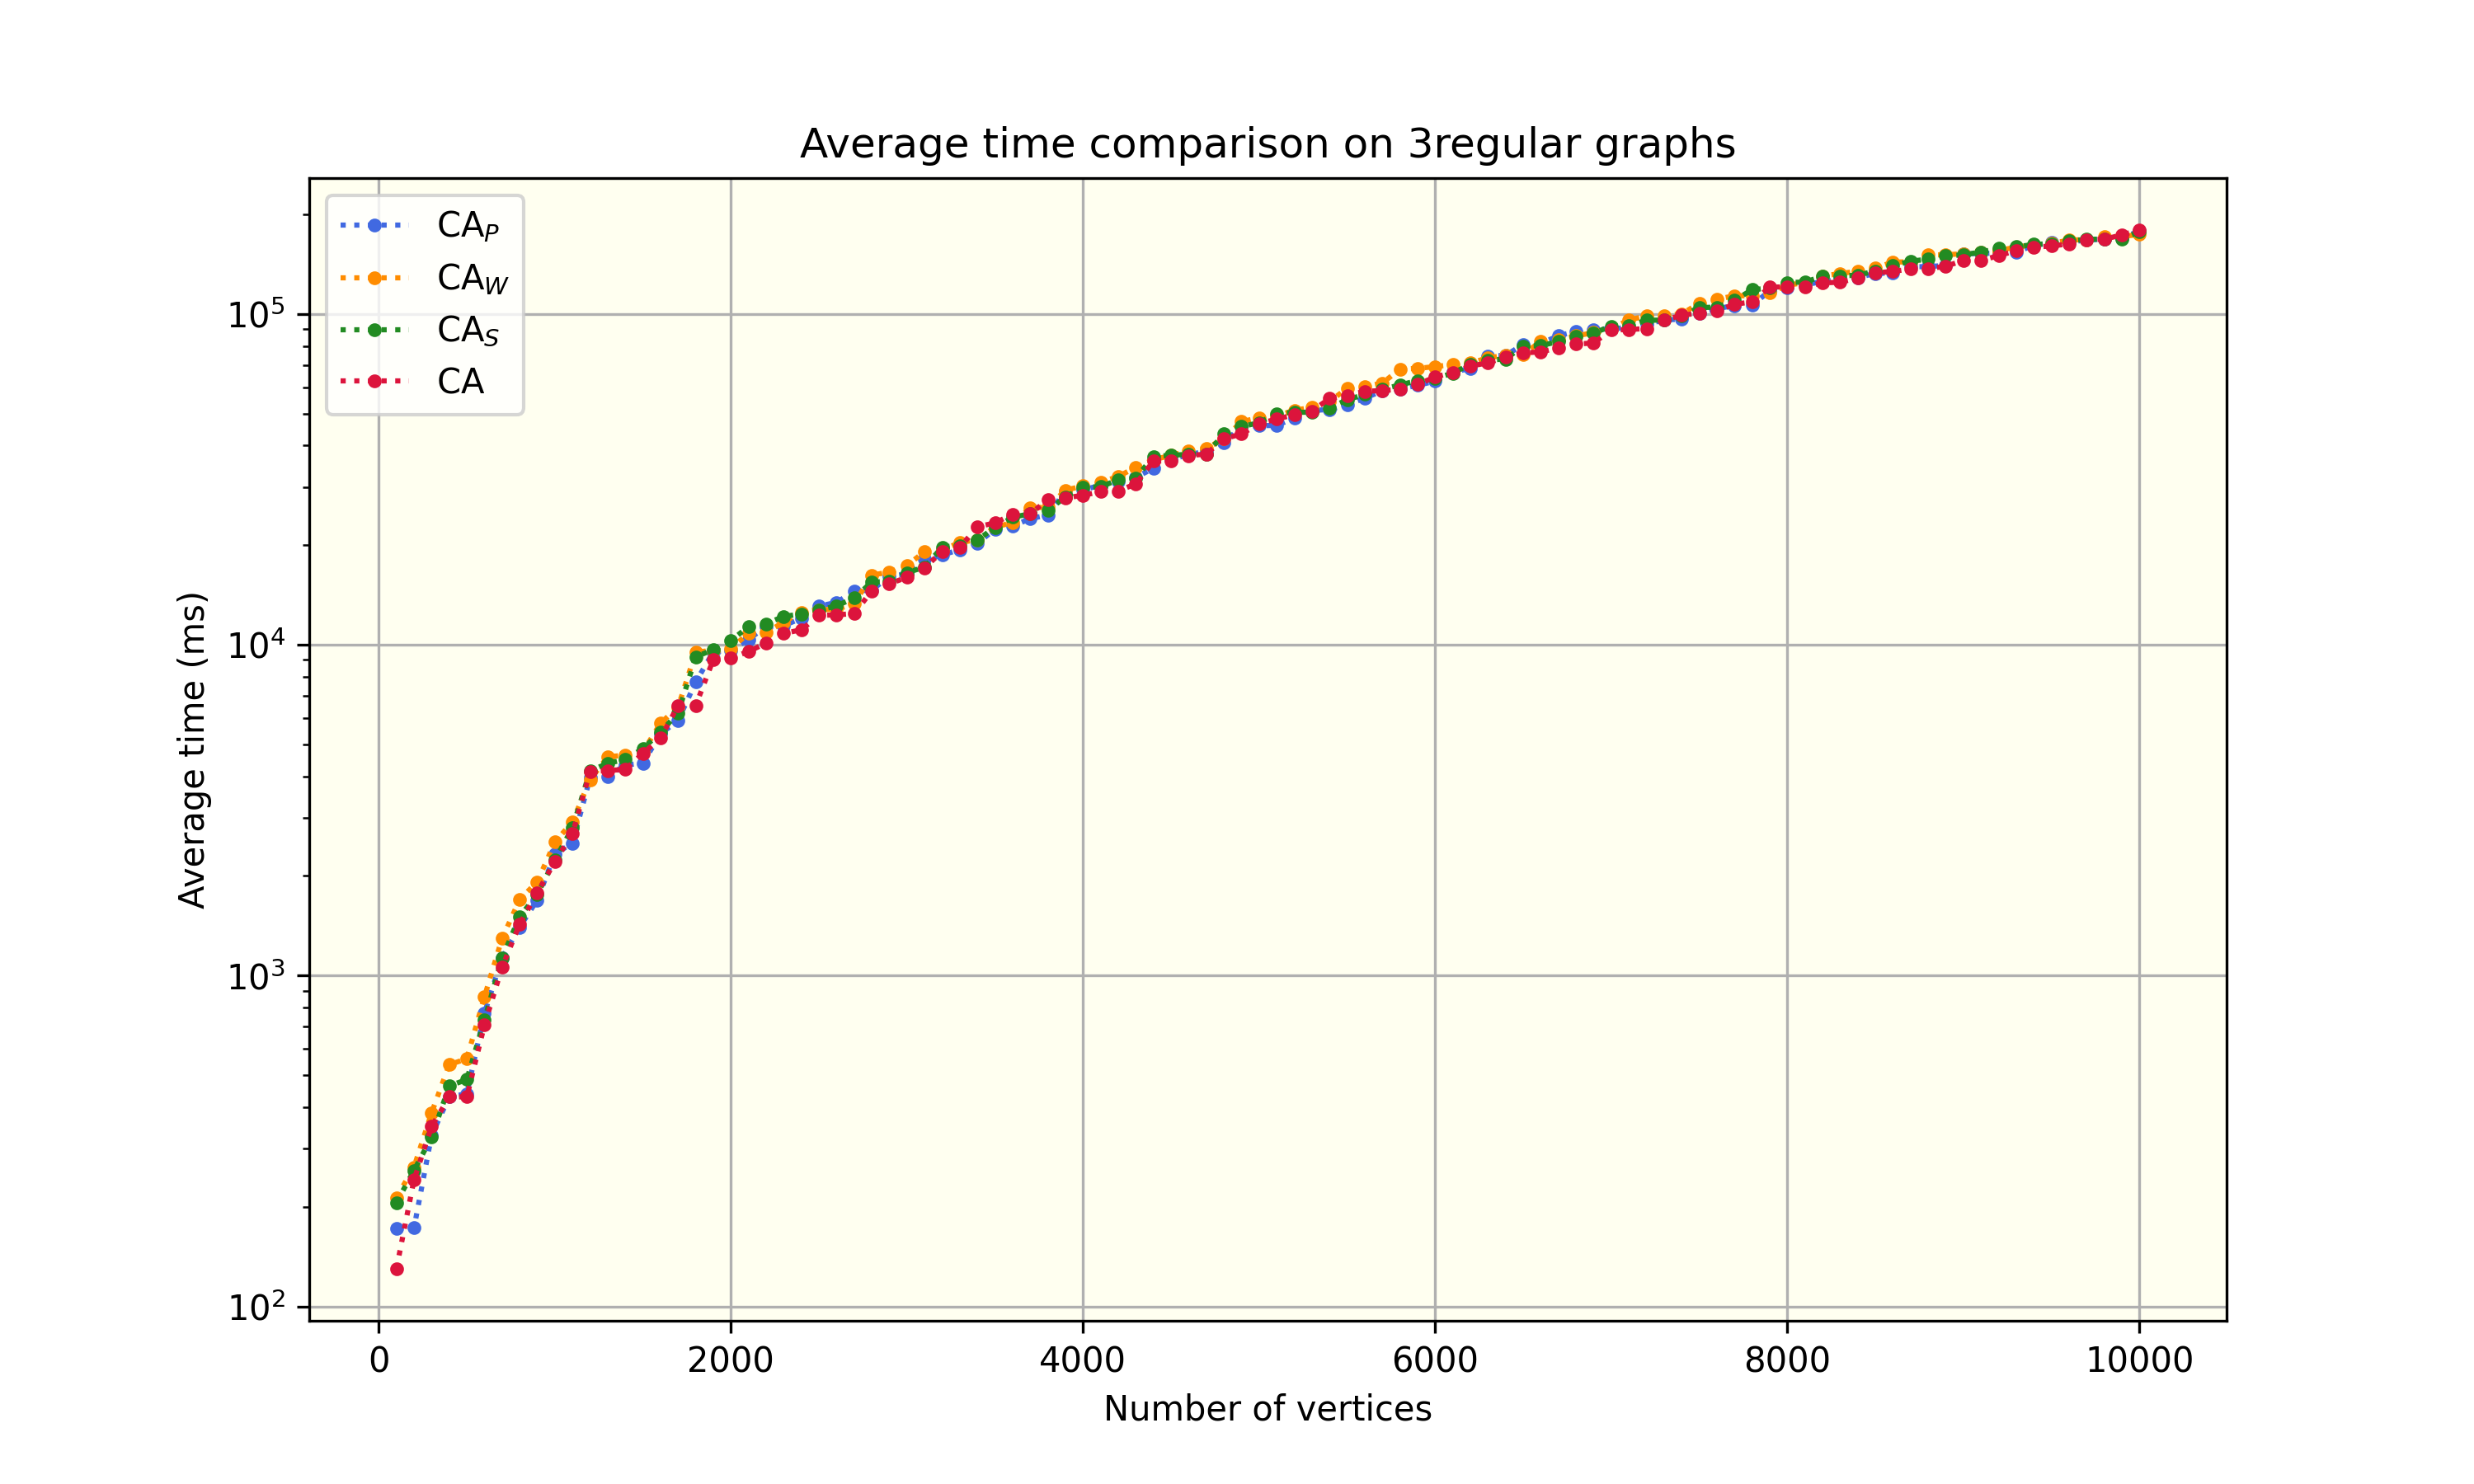 Average time comparison on 3regular graphs
CA_P
CA_W
CA_S
CA
10^5
10^4
10^3
10^2
Average time (ms)
0 2000 4000 6000 8000 10000
Number of vertices